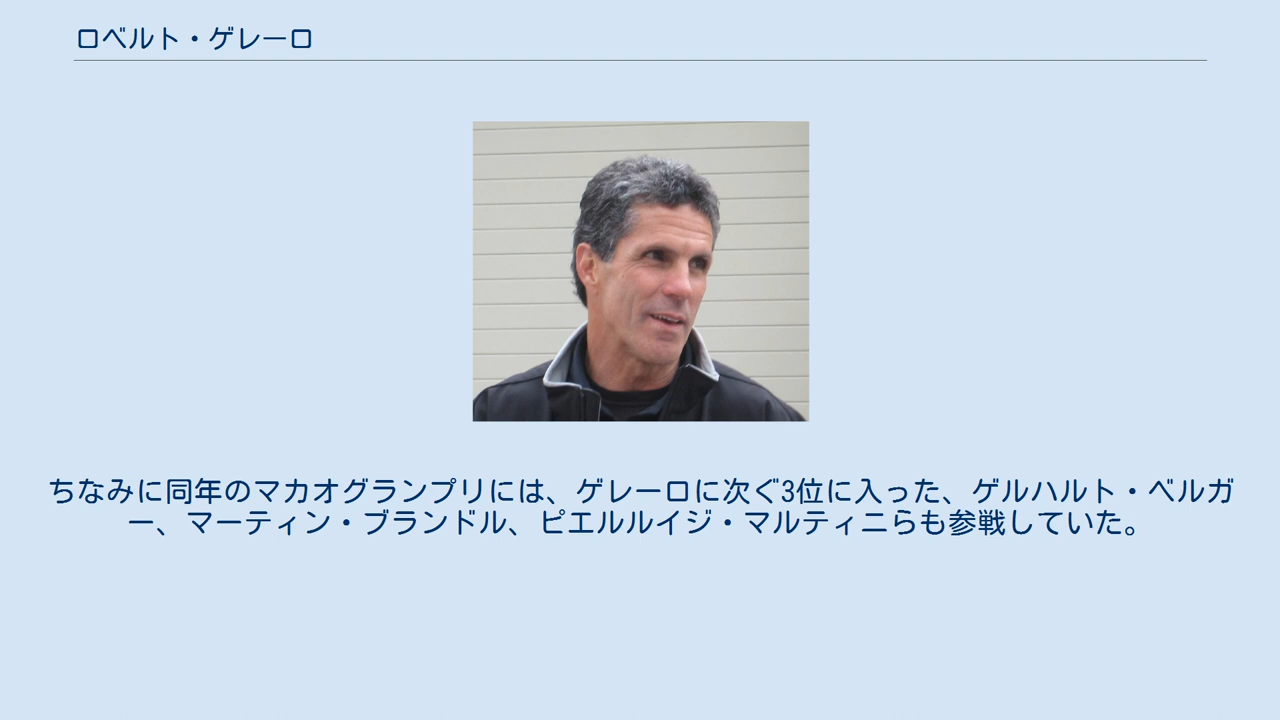 ロベルト・ゲレーロ
ちなみに同年のマカオグランプリには、ゲレーロに次ぐ3位に入った、ゲルハルト・ベルガ
ー、マーティン・ブランドル、ピエルルイジ・マルティニらも参戦していた。